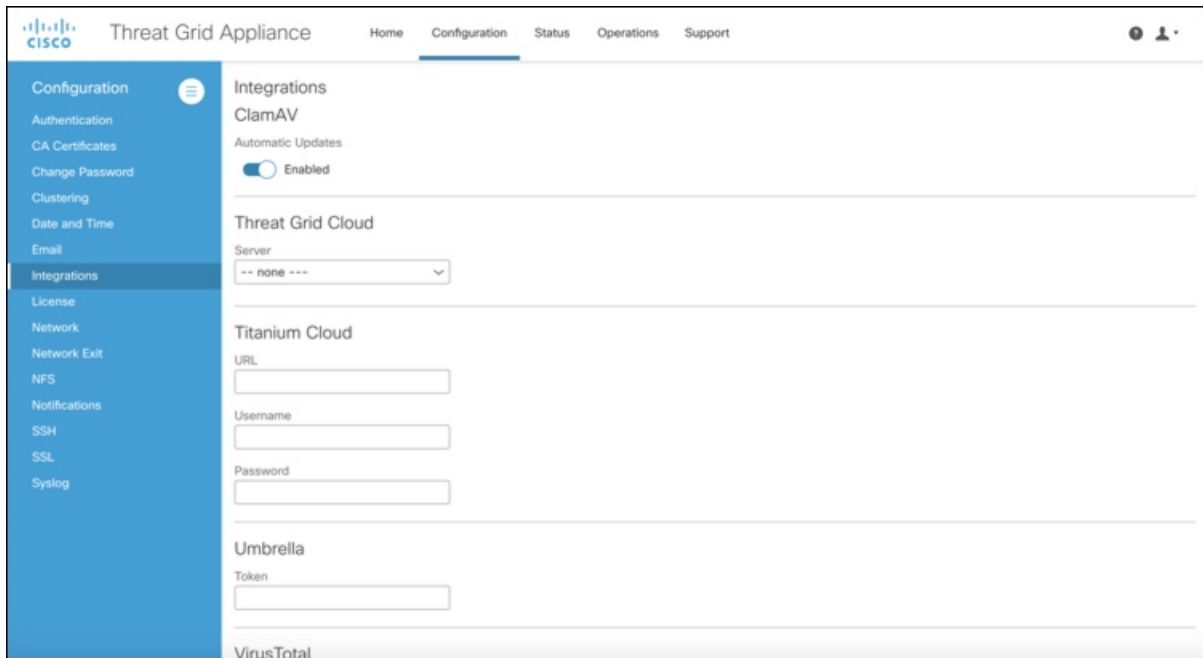 CISCO
Threat Grid Appliance
Home
Configuration
Status
Operations
Support
Configuration
Authentication
CA Certificates
Change Password
Clustering
Date and Time
Email
Integrations
License
Network
Network Exit
NFS
Notifications
SSH
SSL
Syslog
Integrations
ClamAV
Automatic Updates
Enabled
Threat Grid Cloud
Server
-- none ---
Titanium Cloud
URL
Username
Password
Umbrella
Token
VirusTotal